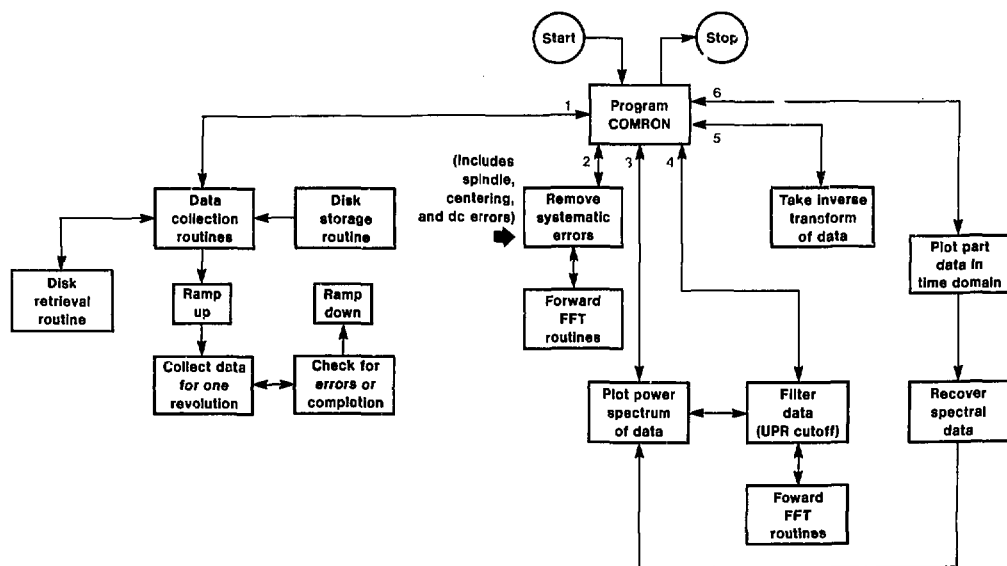 Start
Stop
Program
COMRON
1
2
3
4
5
6
(Includes
spindle,
centering,
and dc errors)
Data
collection
routines
Disk
storage
routine
Remove
systematic
errors
Take inverse
transform
of data
Plot part
data in
time domain
Disk
retrieval
routine
Ramp
up
Ramp
down
Forward
FFT
routines
Collect data
for one
revolution
Check for
errors or
completion
Plot power
spectrum
of data
Filter
data
(UPR cutoff)
Recover
spectral
data
Foward
FFT
routines